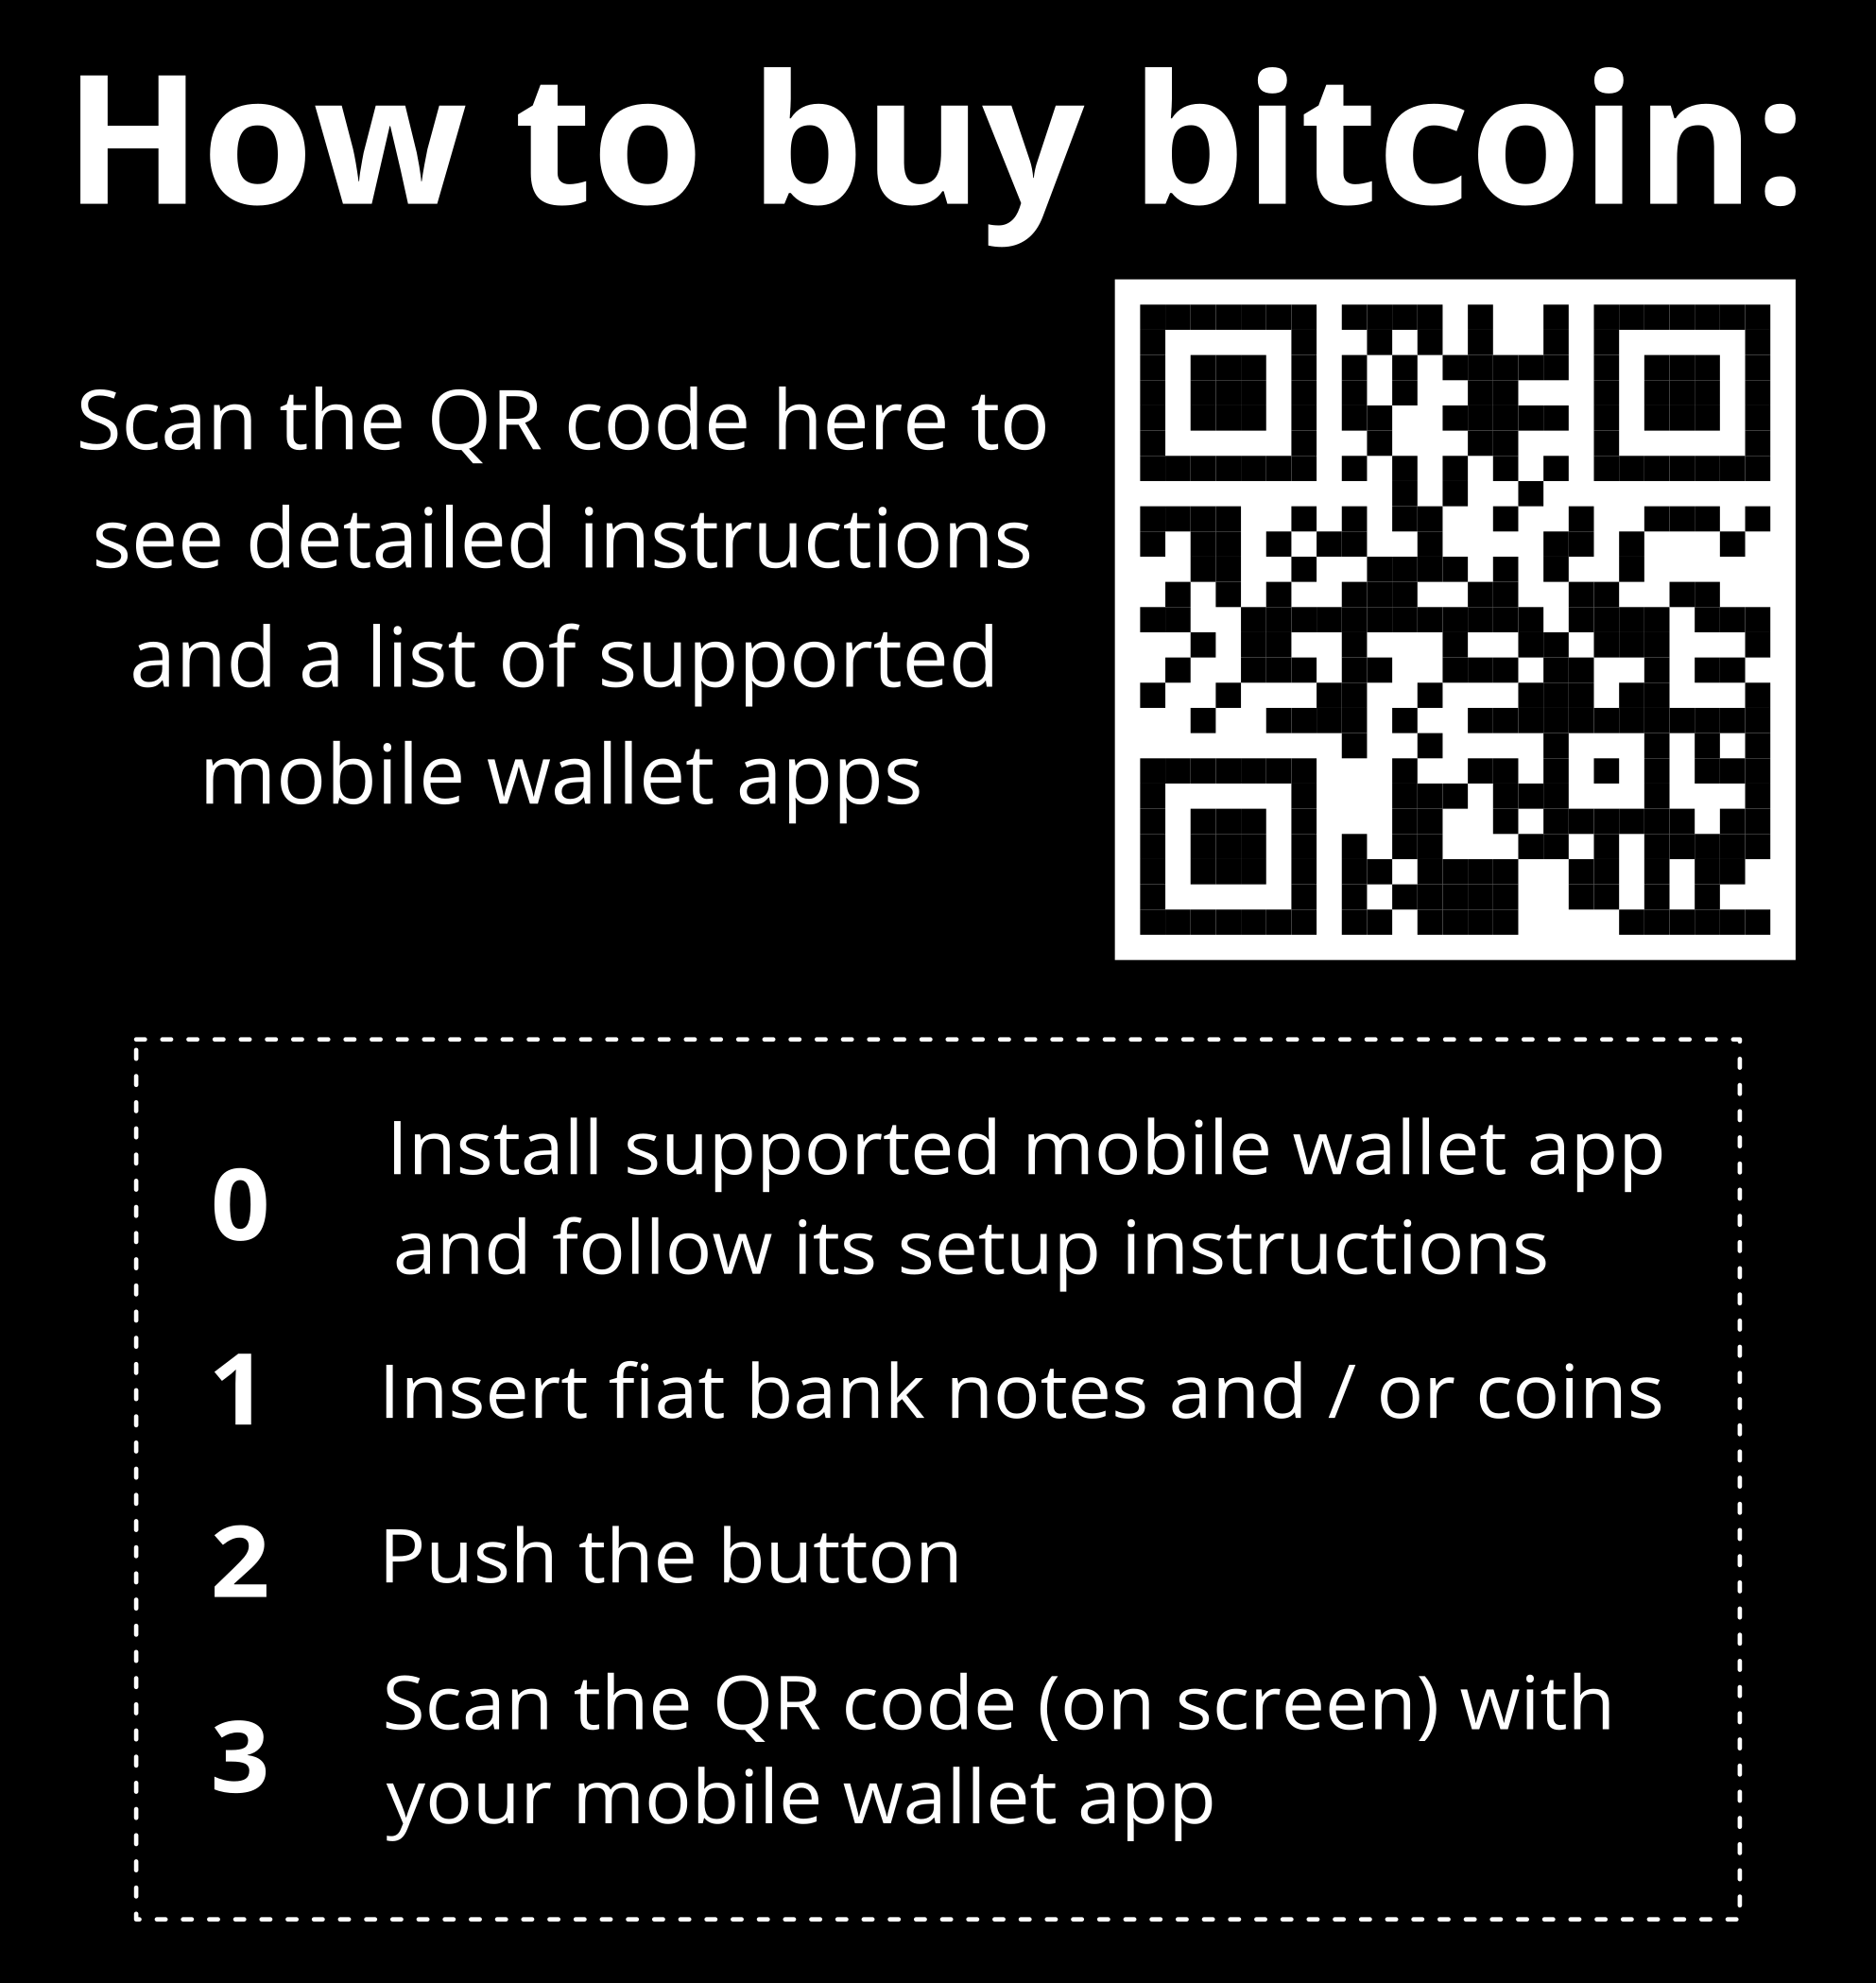 How to buy bitcoin:
Scan the QR code here to
see detailed instructions
and a list of supported
mobile wallet apps
0 Install supported mobile wallet app
and follow its setup instructions
1 Insert fiat bank notes and / or coins
2 Push the button
3 Scan the QR code (on screen) with
your mobile wallet app